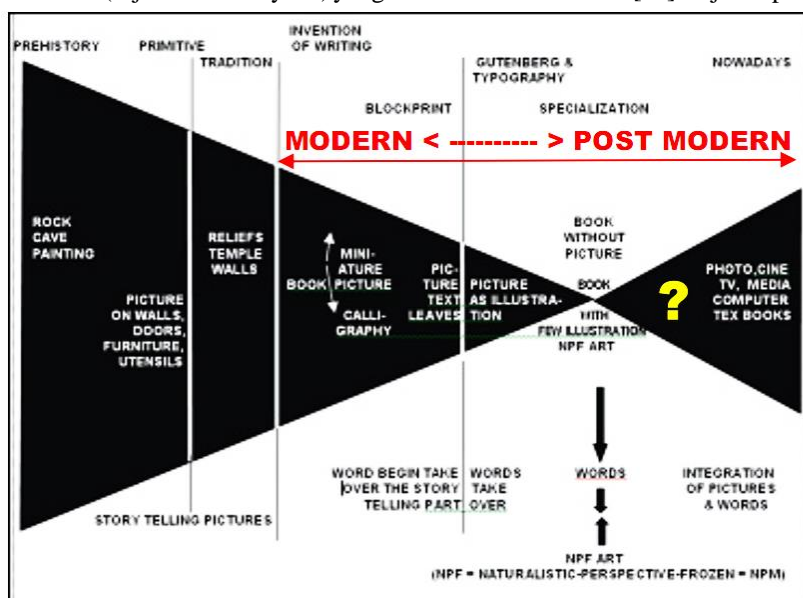 PREHISTORY
PRIMITIVE
TRADITION
INVENTION
OF WRITING
GUTENBERG &
TYPOGRAPHY
NOWADAYS
BLOCKPRINT
SPECIALIZATION
MODERN < ---------- > POST MODERN
ROCK
CAVE
PAINTING
PICTURE
ON WALLS,
DOORS,
FURNITURE,
UTENSILS
RELIEFS
TEMPLE
WALLS
BOOK
MINI-
ATURE
PICTURE
CALLI-
GRAPHY
PIC-
TURE
TEXT
LEAVES
PICTURE
AS ILLUSTRA-
TION
BOOK
WITHOUT
PICTURE
BOOK
WITH
FEW ILLUSTRATION
NPF ART
?
PHOTO,CINE
TV, MEDIA
COMPUTER
TEX BOOKS
STORY TELLING PICTURES
WORD BEGIN TAKE
OVER THE STORY
TELLING PART
WORDS
TAKE
OVER
WORDS
NPF ART
(NPF = NATURALISTIC-PERSPECTIVE-FROZEN = NPM)
INTEGRATION
OF PICTURES
& WORDS